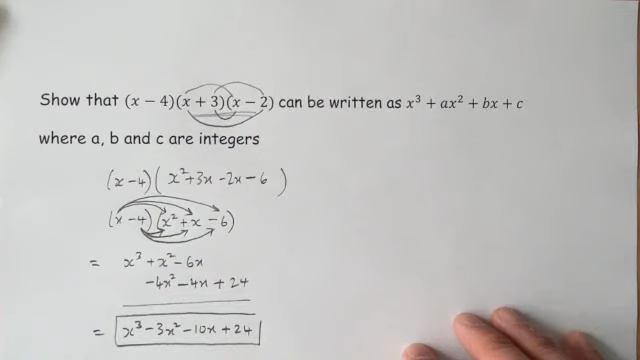 Show that (x − 4)(x + 3)(x − 2) can be written as x³ + ax² + bx + c
where a, b and c are integers
(x−4)(x²+3x−2x−6)
(x−4)(x²+x−6)
= x³+x²−6x
−4x²−4x+24
= x³−3x²−10x+24